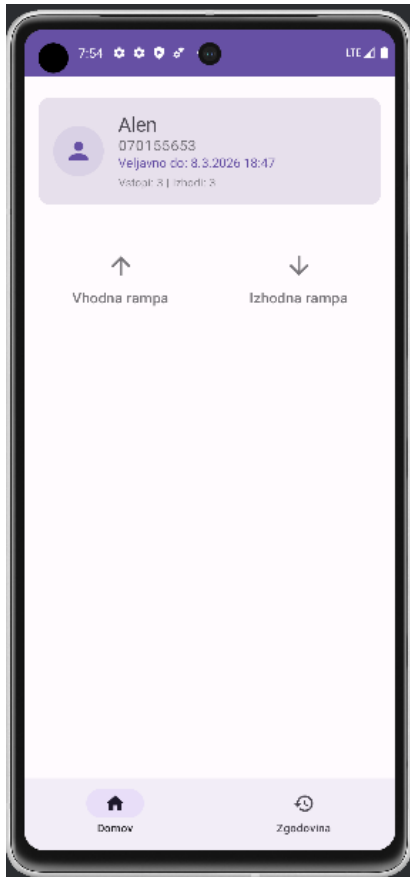 7:54
LTE
Alen
070155653
Veljavno do: 8.3.2026 18:47
Vstopi: 3 | Izhodi: 3
Vhodna rampa
Izhodna rampa
Domov
Zgodovina